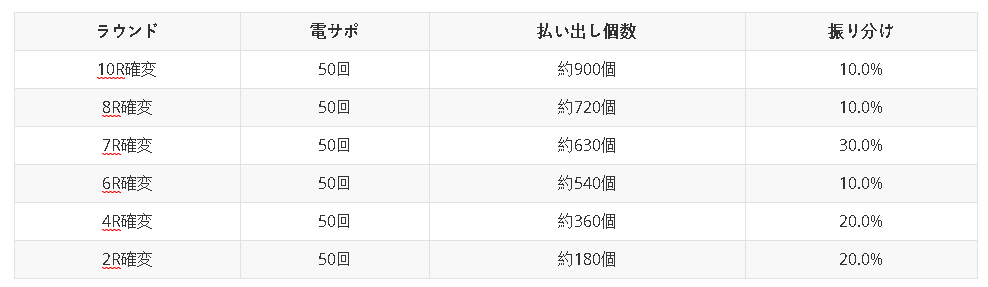 ラウンド 電サポ 払い出し個数 振り分け
10R確変 50回 約900個 10.0%
8R確変 50回 約720個 10.0%
7R確変 50回 約630個 30.0%
6R確変 50回 約540個 10.0%
4R確変 50回 約360個 20.0%
2R確変 50回 約180個 20.0%